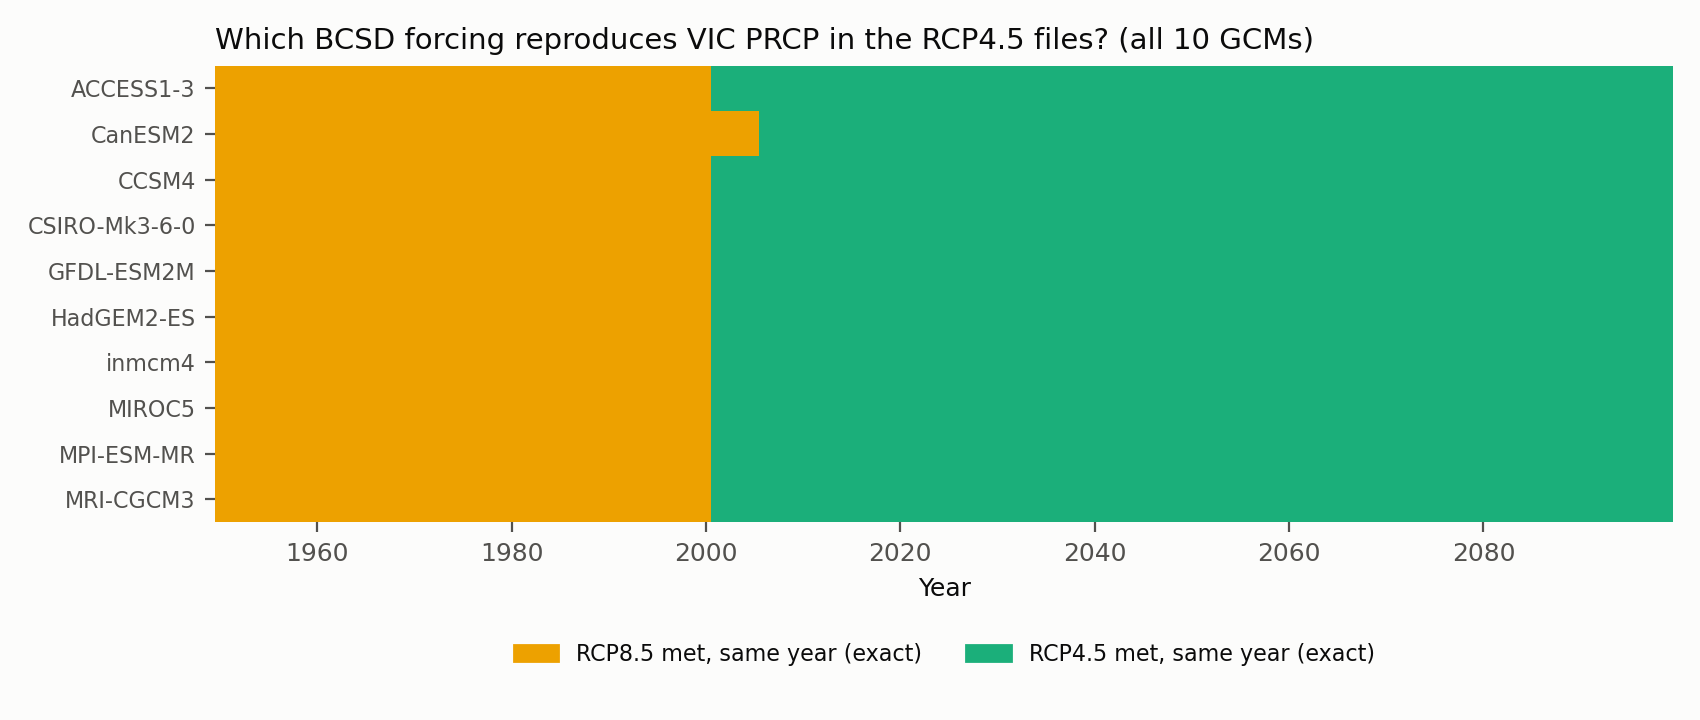 Which BCSD forcing reproduces VIC PRCP in the RCP4.5 files? (all 10 GCMs)
ACCESS1-3
CanESM2
CCSM4
CSIRO-Mk3-6-0
GFDL-ESM2M
HadGEM2-ES
inmcm4
MIROC5
MPI-ESM-MR
MRI-CGCM3
1960 1980 2000 2020 2040 2060 2080
Year
RCP8.5 met, same year (exact) RCP4.5 met, same year (exact)